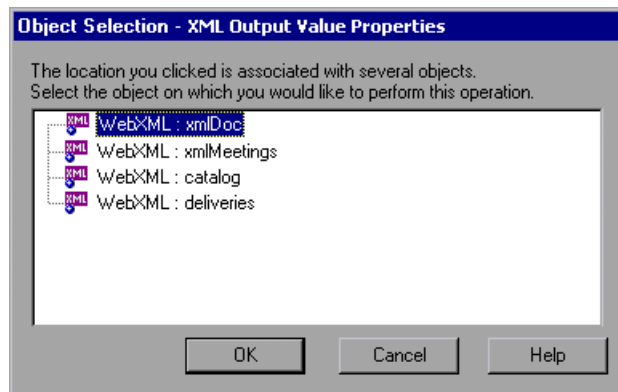 Object Selection - XML Output Value Properties
The location you clicked is associated with several objects.
Select the object on which you would like to perform this operation.
XML WebXML : xmlDoc
XML WebXML : xmlMeetings
XML WebXML : catalog
XML WebXML : deliveries
OK Cancel Help